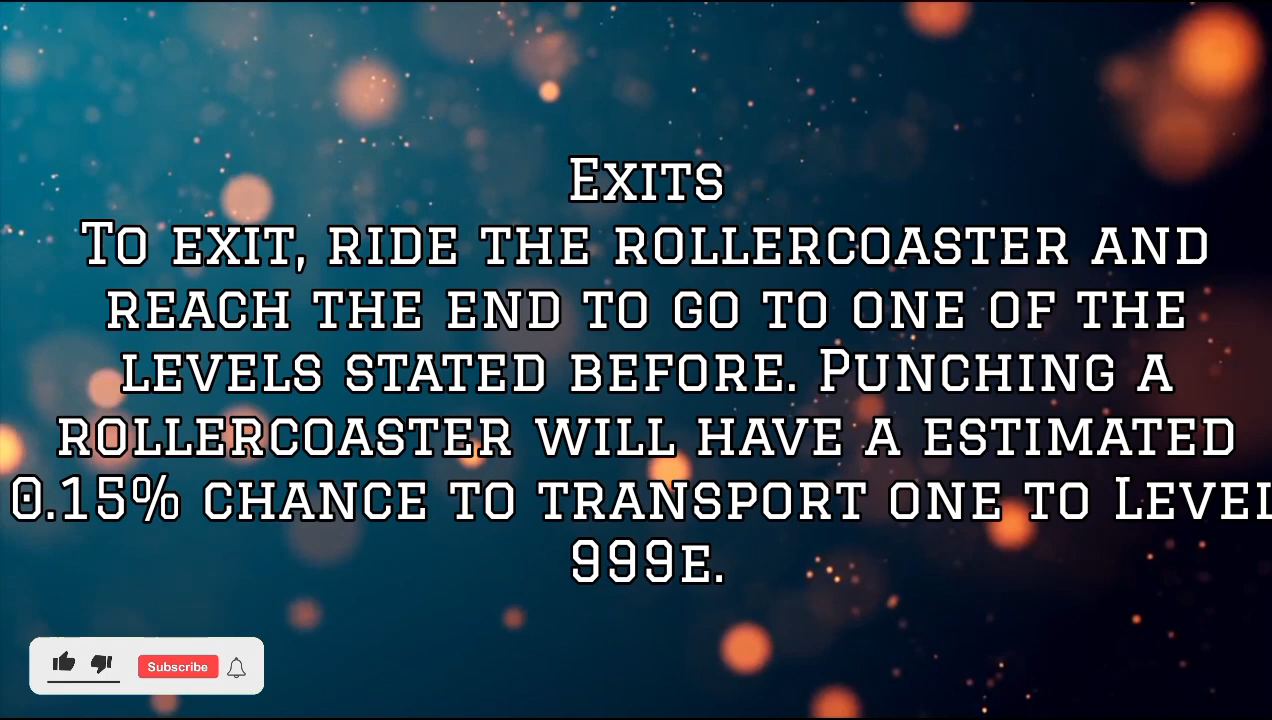 Exits
To exit, ride the rollercoaster and
reach the end to go to one of the
levels stated before. Punching a
rollercoaster will have a estimated
0.15% chance to transport one to Level
999e.
Subscribe